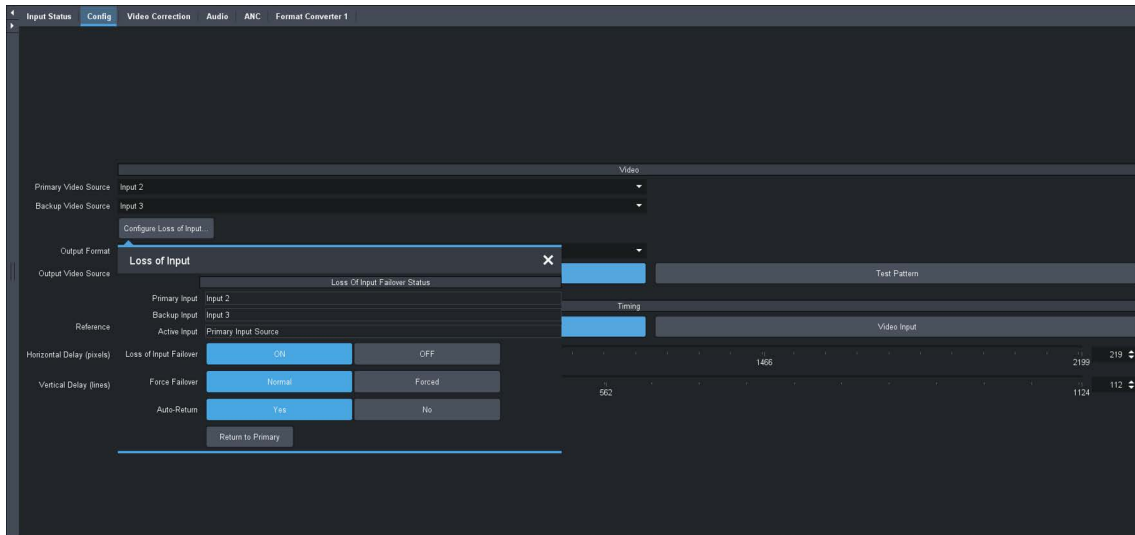 Input Status Config Video Correction Audio ANC Format Converter 1
Video
Primary Video Source Input 2
Backup Video Source Input 3
Configure Loss of Input...
Output Format
Output Video Source Test Pattern
Loss of Input
Loss Of Input Failover Status
Primary Input Input 2
Backup Input Input 3
Active Input Primary Input Source
Loss of Input Failover ON OFF
Force Failover Normal Forced
Auto-Return Yes No
Return to Primary
Timing
Reference Video Input
Horizontal Delay (pixels) 1466 2199 219
Vertical Delay (lines) 562 1124 112